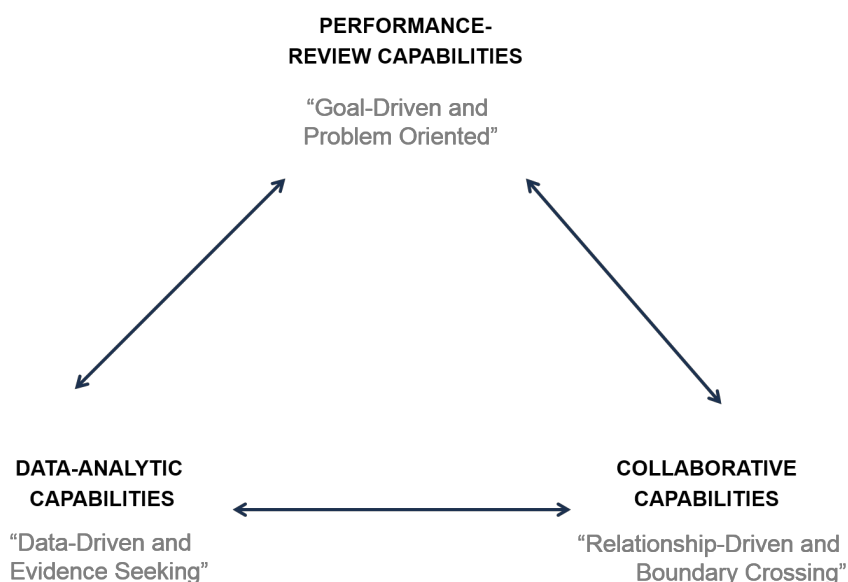 PERFORMANCE-
REVIEW CAPABILITIES
“Goal-Driven and
Problem Oriented”
DATA-ANALYTIC
CAPABILITIES
“Data-Driven and
Evidence Seeking”
COLLABORATIVE
CAPABILITIES
“Relationship-Driven and
Boundary Crossing”